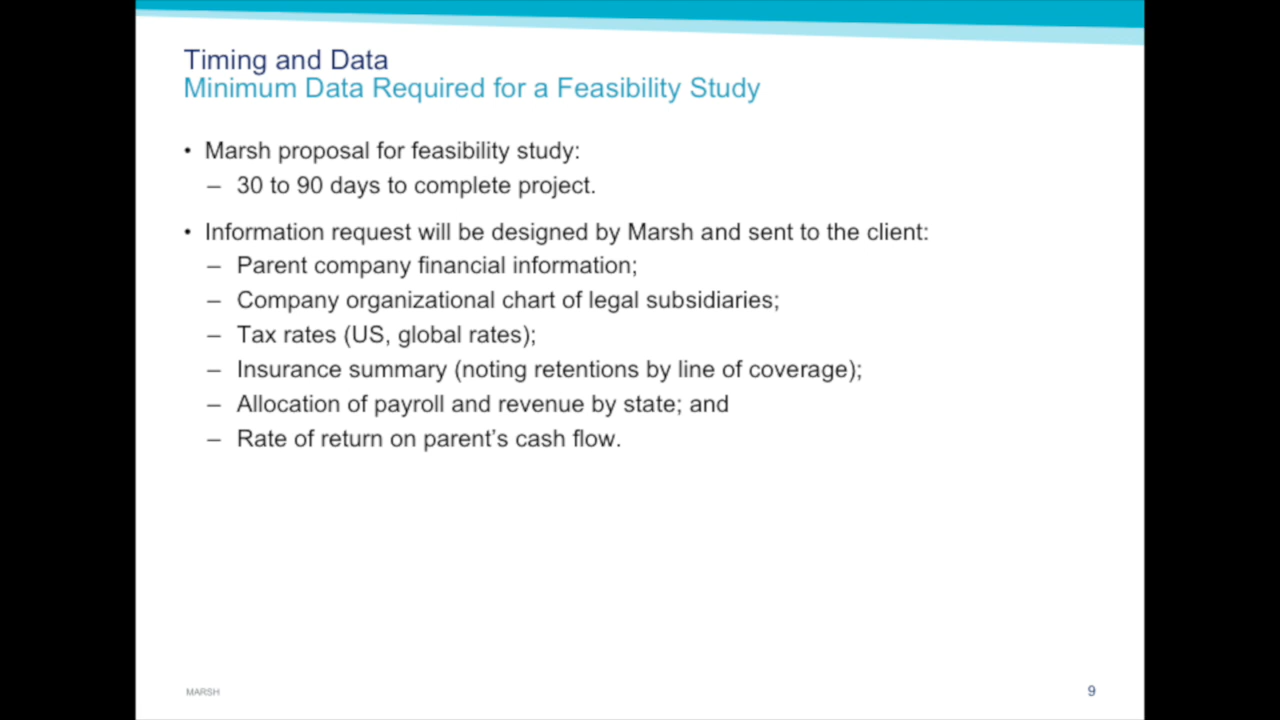 Timing and Data
Minimum Data Required for a Feasibility Study
• Marsh proposal for feasibility study:
– 30 to 90 days to complete project.
• Information request will be designed by Marsh and sent to the client:
– Parent company financial information;
– Company organizational chart of legal subsidiaries;
– Tax rates (US, global rates);
– Insurance summary (noting retentions by line of coverage);
– Allocation of payroll and revenue by state; and
– Rate of return on parent’s cash flow.
MARSH
9